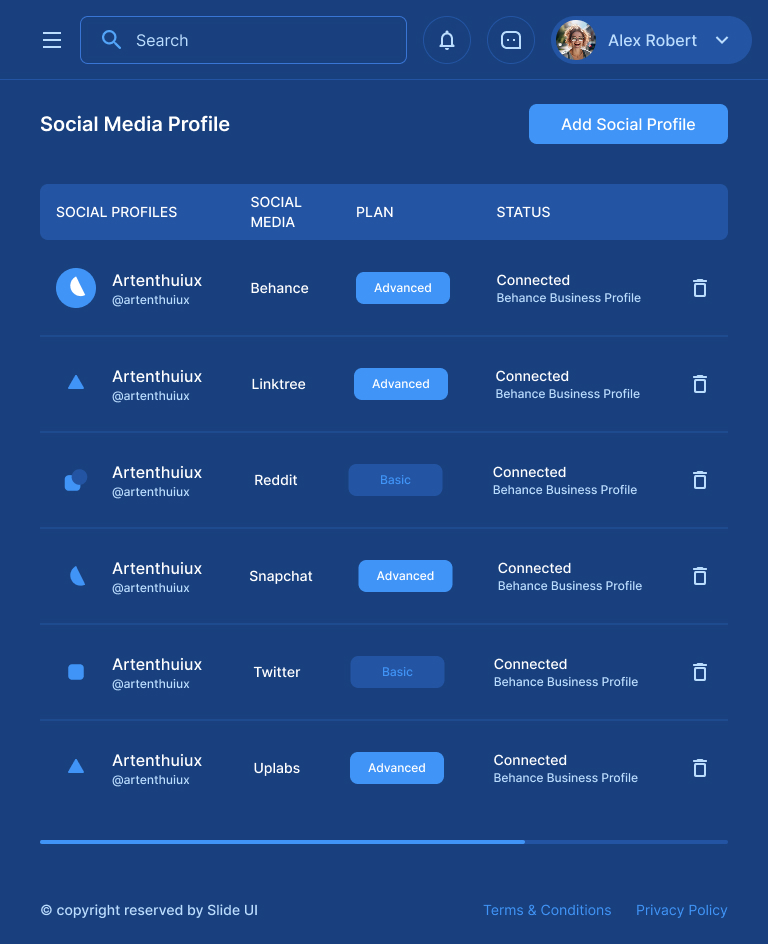 Search
Alex Robert
Social Media Profile
Add Social Profile
SOCIAL PROFILES
SOCIAL
MEDIA
PLAN
STATUS
Artenthuiux
@artenthuiux
Behance
Advanced
Connected
Behance Business Profile
Artenthuiux
@artenthuiux
Linktree
Advanced
Connected
Behance Business Profile
Artenthuiux
@artenthuiux
Reddit
Basic
Connected
Behance Business Profile
Artenthuiux
@artenthuiux
Snapchat
Advanced
Connected
Behance Business Profile
Artenthuiux
@artenthuiux
Twitter
Basic
Connected
Behance Business Profile
Artenthuiux
@artenthuiux
Uplabs
Advanced
Connected
Behance Business Profile
© copyright reserved by Slide UI
Terms & Conditions
Privacy Policy